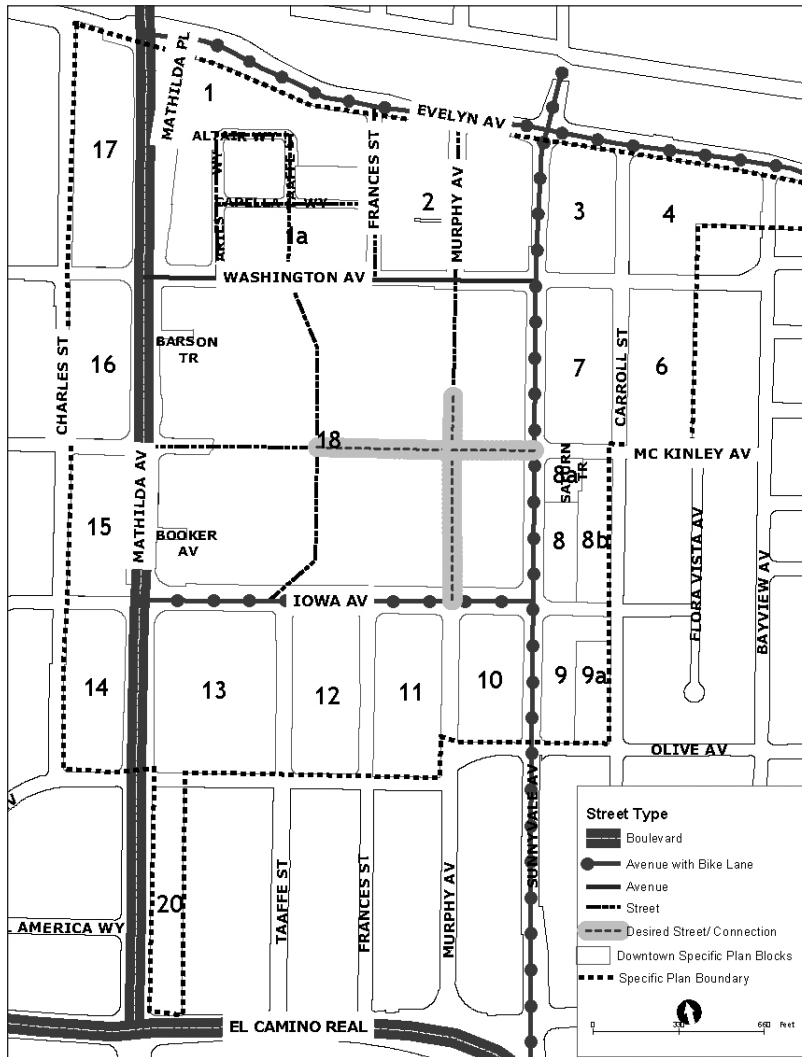 MATHILDA PL
1
EVELYN AV
17
ALTAIR WY
FRANCES ST
MURPHY AV
2
3
4
CAPELLA WY
ARIES WY
TAAFFE
1a
WASHINGTON AV
CHARLES ST
16
BARSON
TR
7
CARROLL ST
6
18
MC KINLEY AV
MATHILDA AV
SATURN
TR
8a
15
BOOKER
AV
8
8b
FLORA VISTA AV
BAYVIEW AV
IOWA AV
14
13
12
11
10
9
9a
OLIVE AV
SUNNYVALE AV
20
TAAFFE ST
FRANCES ST
MURPHY AV
AMERICA WY
EL CAMINO REAL
Street Type
Boulevard
Avenue with Bike Lane
Avenue
Street
Desired Street/ Connection
Downtown Specific Plan Blocks
Specific Plan Boundary
0 330 660 Feet